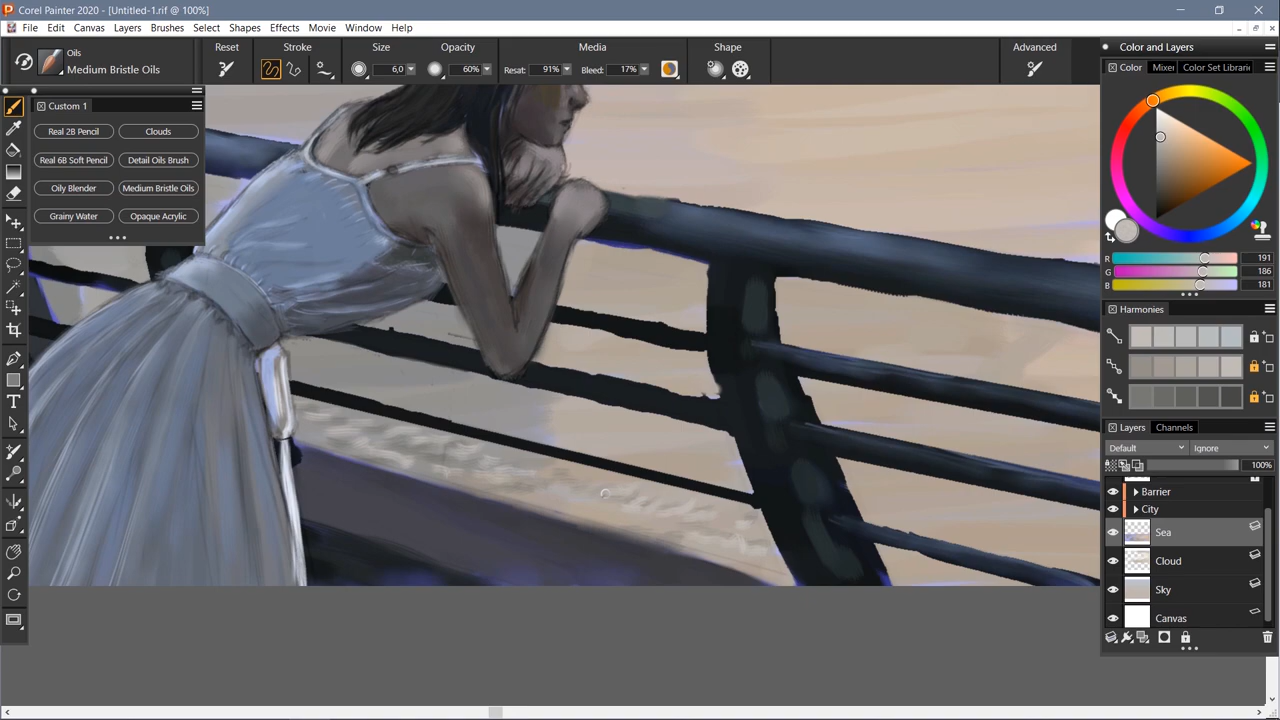 Corel Painter 2020 - [Untitled-1.rif @ 100%]
File Edit Canvas Layers Brushes Select Shapes Effects Movie Window Help
Oils
Medium Bristle Oils
Reset
Stroke
Size
6,0
Opacity
60%
Media
Resat: 91%
Bleed: 17%
Shape
Advanced
Custom 1
Real 2B Pencil
Clouds
Real 6B Soft Pencil
Detail Oils Brush
Oily Blender
Medium Bristle Oils
Grainy Water
Opaque Acrylic
Color and Layers
Color
Mixer
Color Set Librari
R 191
G 186
B 181
Harmonies
Layers
Channels
Default
Ignore
100%
Barrier
City
Sea
Cloud
Sky
Canvas